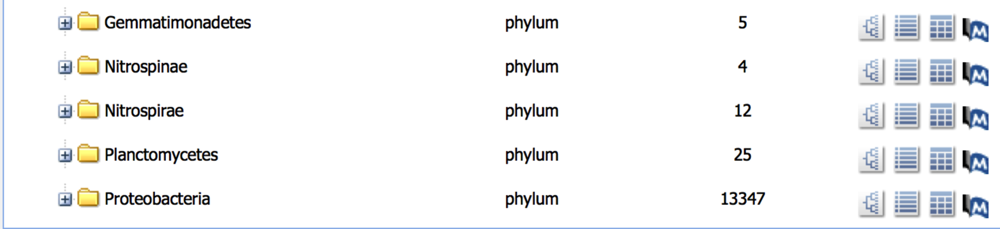 Gemmatimonadetes phylum 5
Nitrospinae phylum 4
Nitrospirae phylum 12
Planctomycetes phylum 25
Proteobacteria phylum 13347